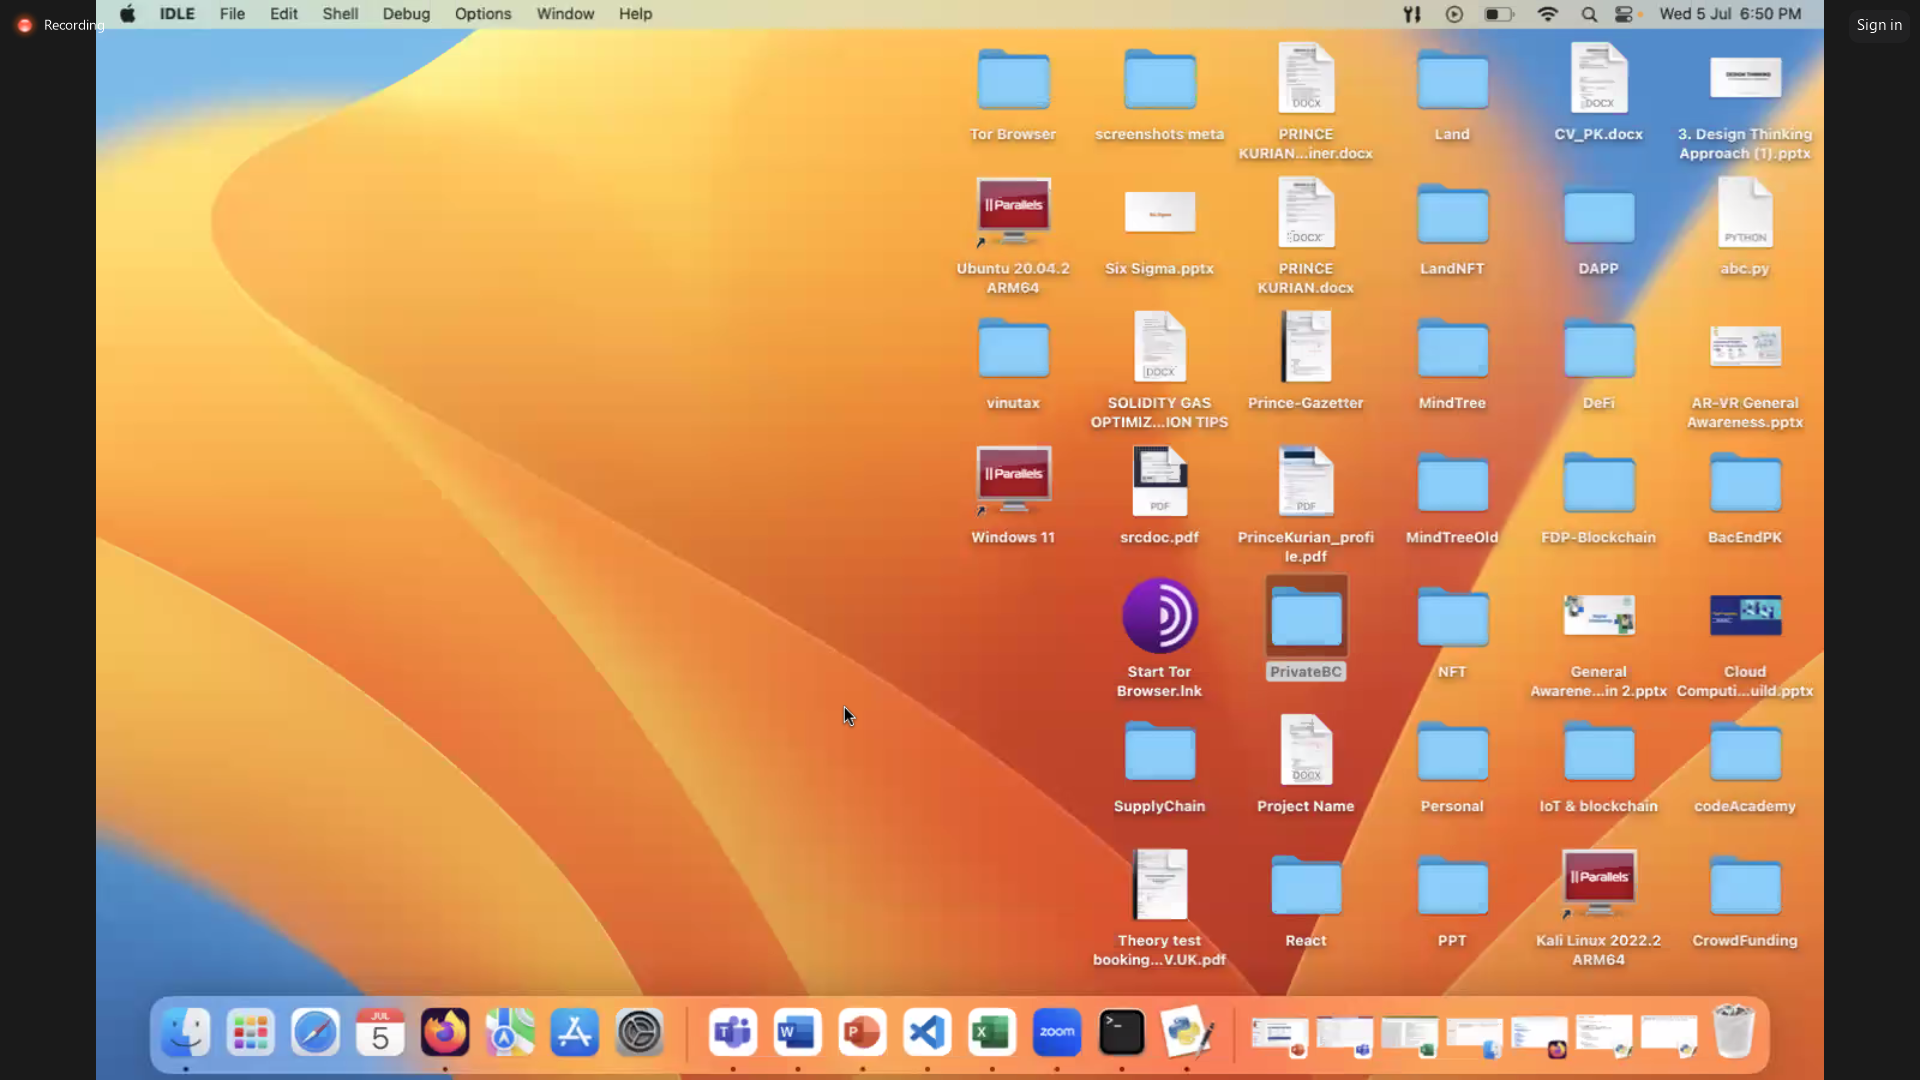 Recording
IDLE File Edit Shell Debug Options Window Help
Wed 5 Jul 6:50 PM
Sign in
Tor Browser
screenshots meta
PRINCE
KURIAN...iner.docx
Land
CV_PK.docx
3. Design Thinking
Approach (1).pptx
DOCX
DOCX
DESIGN THINKING
Ubuntu 20.04.2
ARM64
Six Sigma.pptx
PRINCE
KURIAN.docx
LandNFT
DAPP
abc.py
Parallels
Six Sigma
DOCX
PYTHON
vinutax
SOLIDITY GAS
OPTIMIZ...ION TIPS
Prince-Gazetter
MindTree
DeFi
AR-VR General
Awareness.pptx
DOCX
Windows 11
srcdoc.pdf
PrinceKurian_profi
le.pdf
MindTreeOld
FDP-Blockchain
BacEndPK
Parallels
PDF
PDF
Start Tor
Browser.lnk
PrivateBC
NFT
General
Awarene...in 2.pptx
Cloud
Computi...uild.pptx
SupplyChain
Project Name
Personal
IoT & blockchain
codeAcademy
DOCX
Theory test
booking...V.UK.pdf
React
PPT
Kali Linux 2022.2
ARM64
CrowdFunding
Parallels
JUL
5
T
W
P
X
zoom
>_